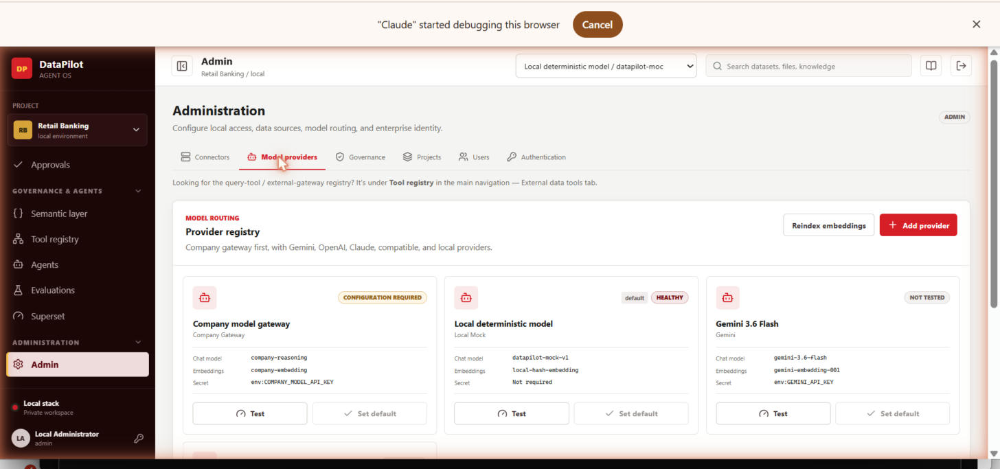 "Claude" started debugging this browser
Cancel
DP
DataPilot
AGENT OS
PROJECT
RB
Retail Banking
local environment
Approvals
GOVERNANCE & AGENTS
Semantic layer
Tool registry
Agents
Evaluations
Superset
ADMINISTRATION
Admin
Local stack
Private workspace
LA
Local Administrator
admin
Admin
Retail Banking / local
Local deterministic model / datapilot-moc
Search datasets, files, knowledge
Administration
Configure local access, data sources, model routing, and enterprise identity.
ADMIN
Connectors
Model providers
Governance
Projects
Users
Authentication
Looking for the query-tool / external-gateway registry? It's under Tool registry in the main navigation — External data tools tab.
MODEL ROUTING
Provider registry
Company gateway first, with Gemini, OpenAI, Claude, compatible, and local providers.
Reindex embeddings
Add provider
CONFIGURATION REQUIRED
Company model gateway
Company Gateway
Chat model company-reasoning
Embeddings company-embedding
Secret env:COMPANY_MODEL_API_KEY
Test
Set default
default
HEALTHY
Local deterministic model
Local Mock
Chat model datapilot-mock-v1
Embeddings local-hash-embedding
Secret Not required
Test
Set default
NOT TESTED
Gemini 3.6 Flash
Gemini
Chat model gemini-3.6-flash
Embeddings gemini-embedding-001
Secret env:GEMINI_API_KEY
Test
Set default